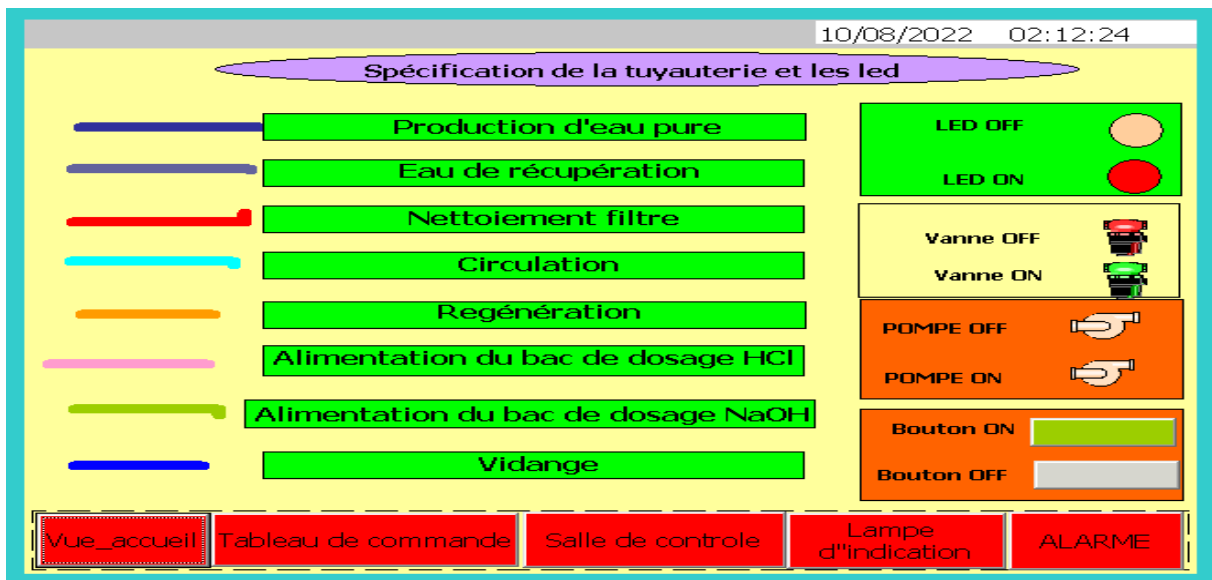 10/08/2022 02:12:24
Spécification de la tuyauterie et les led
Production d'eau pure
Eau de récupération
Nettoiement filtre
Circulation
Regénération
Alimentation du bac de dosage HCl
Alimentation du bac de dosage NaOH
Vidange
LED OFF
LED ON
Vanne OFF
Vanne ON
POMPE OFF
POMPE ON
Bouton ON
Bouton OFF
Vue_accueil
Tableau de commande
Salle de controle
Lampe
d"indication
ALARME